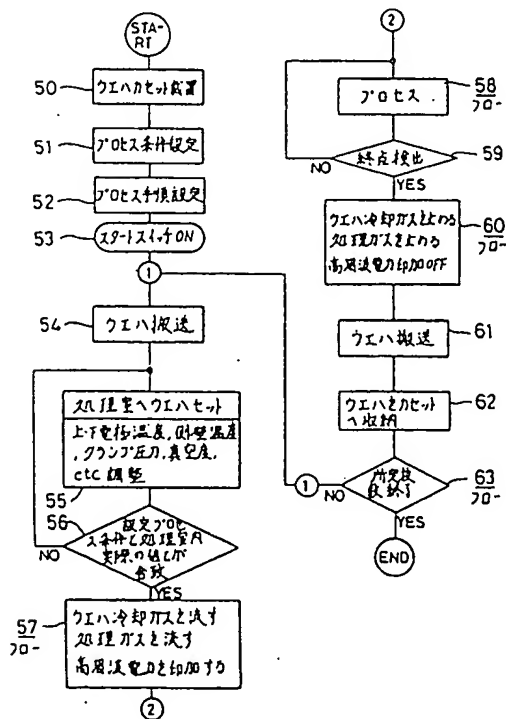 STA-
RT
50
ウエハカセット載置
51
プロセス条件設定
52
プロセス手順設定
53
スタートスイッチON
1
54
ウエハ搬送
処理室へウエハセット
上下電極温度,側壁温度
,クランプ圧力,真空度,
etc 調整
55
56
設定プロセ
ス条件と処理室内
実際の値とが
合致
NO
YES
57
フロー
ウエハ冷却ガスを流す
処理ガスを流す
高周波電力を印加する
2
2
プロセス
58
フロー
終点検出
59
NO
YES
ウエハ冷却ガスを止める
処理ガスを止める
高周波電力印加OFF
60
フロー
ウエハ搬送
61
ウエハをカセット
へ収納
62
1
NO
所定枚
数終了
63
フロー
YES
END